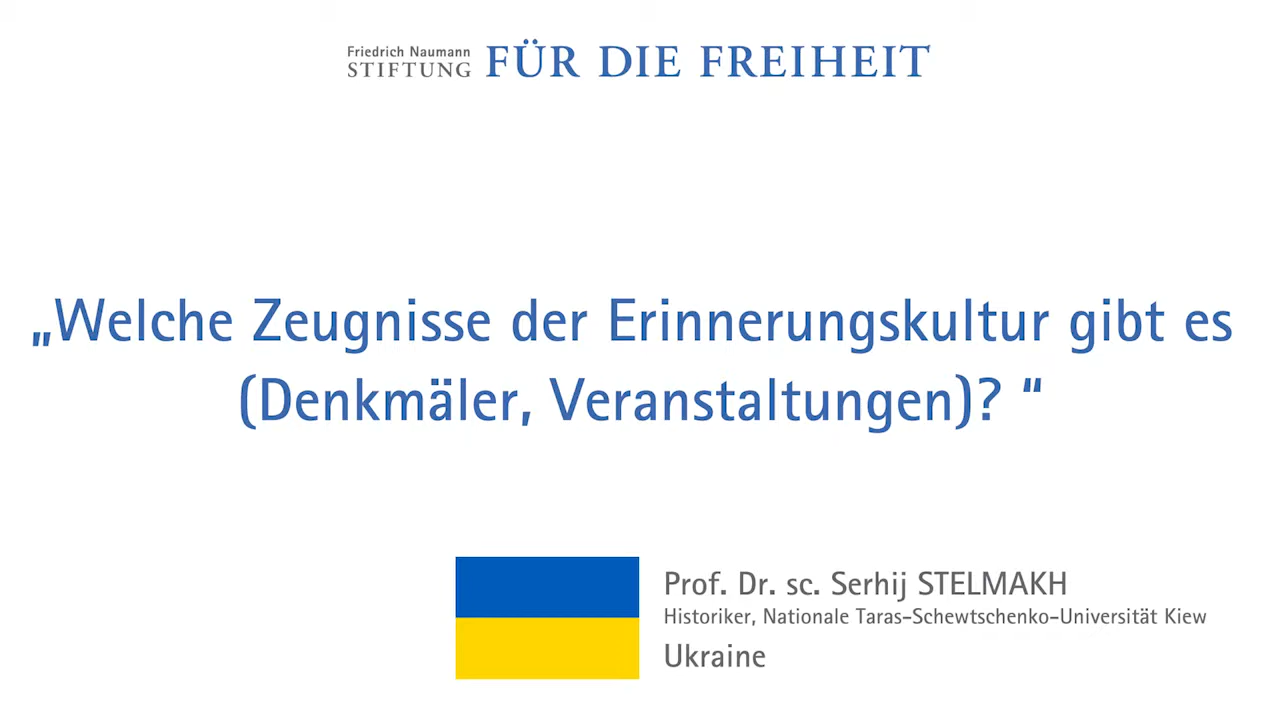 Friedrich Naumann
STIFTUNG FÜR DIE FREIHEIT
„Welche Zeugnisse der Erinnerungskultur gibt es
(Denkmäler, Veranstaltungen)? “
Prof. Dr. sc. Serhij STELMAKH
Historiker, Nationale Taras-Schewtschenko-Universität Kiew
Ukraine